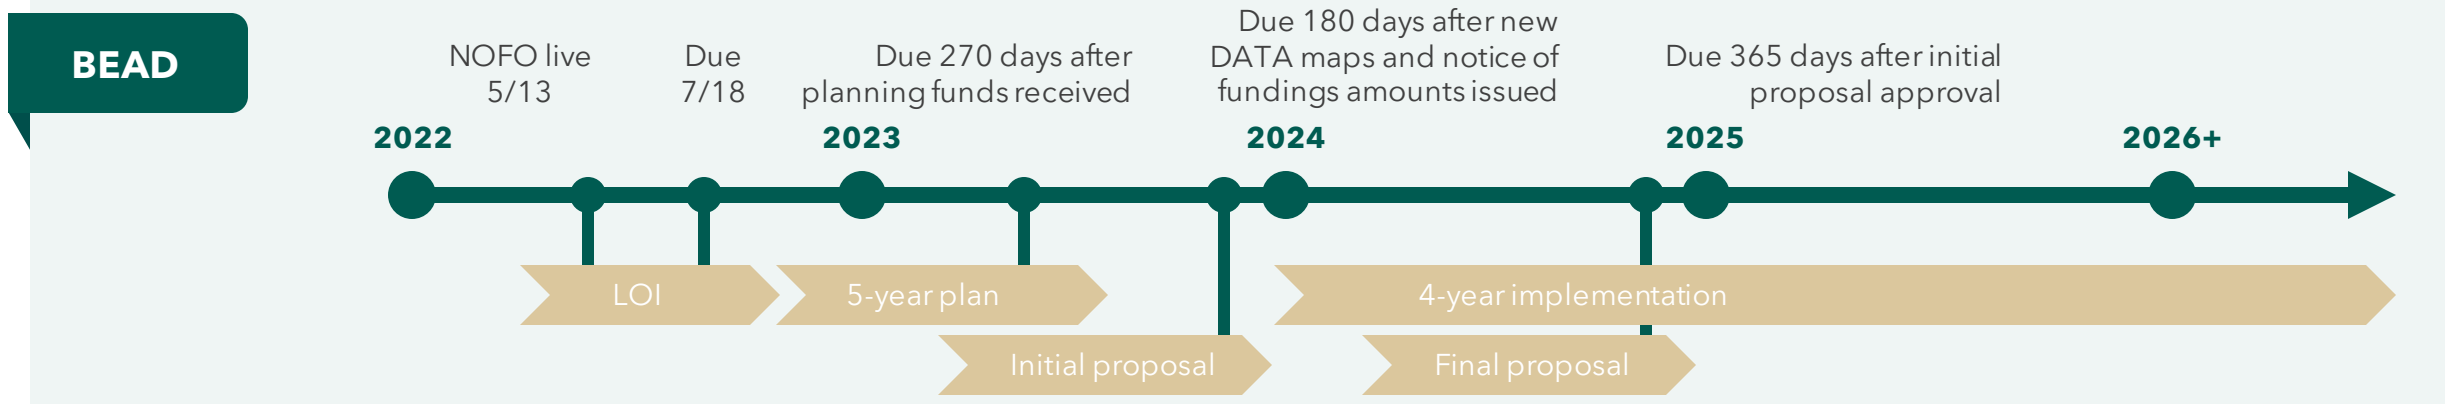 BEAD
NOFO live
5/13
Due
7/18
Due 270 days after
planning funds received
Due 180 days after new
DATA maps and notice of
fundings amounts issued
Due 365 days after initial
proposal approval
2022
2023
2024
2025
2026+
LOI
5-year plan
4-year implementation
Initial proposal
Final proposal